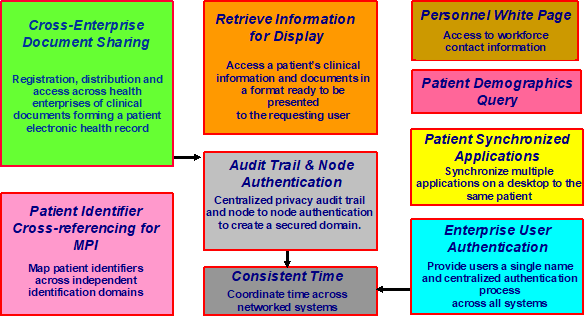 Cross-Enterprise
Document Sharing
Registration, distribution and
access across health
enterprises of clinical
documents forming a patient
electronic health record
Retrieve Information
for Display
Access a patient's clinical
information and documents in
a format ready to be
presented
to the requesting user
Personnel White Page
Access to workforce
contact information
Patient Demographics
Query
Patient Synchronized
Applications
Synchronize multiple
applications on a desktop to the
same patient
Audit Trail & Node
Authentication
Centralized privacy audit trail
and node to node authentication
to create a secured domain.
Patient Identifier
Cross-referencing for
MPI
Map patient identifiers
across independent
identification domains
Enterprise User
Authentication
Provide users a single name
and centralized authentication
process
across all systems
Consistent Time
Coordinate time across
networked systems